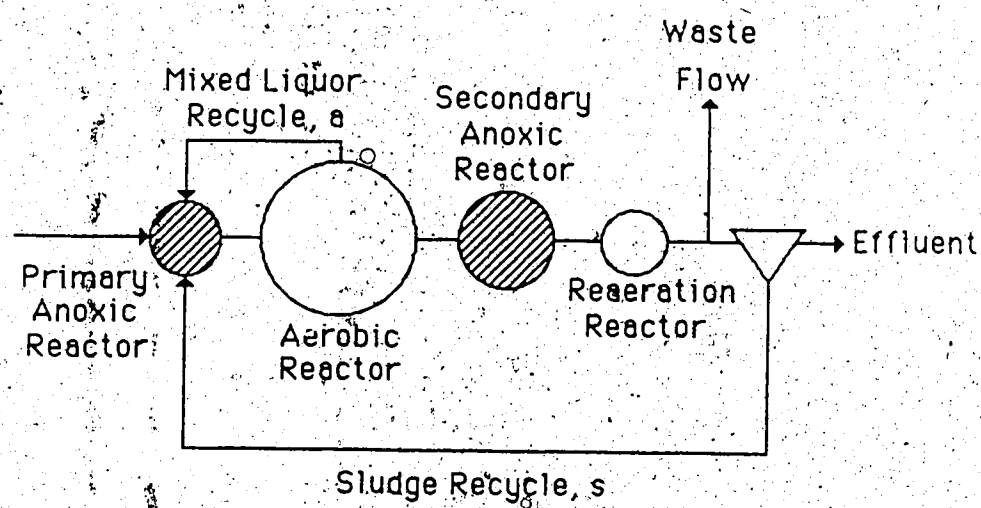 Waste
Flow
Mixed Liquor
Recycle, a
Secondary
Anoxic
Reactor
Effluent
Primary
Anoxic
Reactor
Aerobic
Reactor
Reaeration
Reactor
Sludge Recycle, s